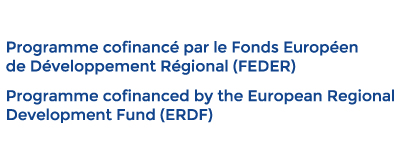 Programme cofinancé par le Fonds Européen
de Développement Régional (FEDER)
Programme cofinanced by the European Regional
Development Fund (ERDF)